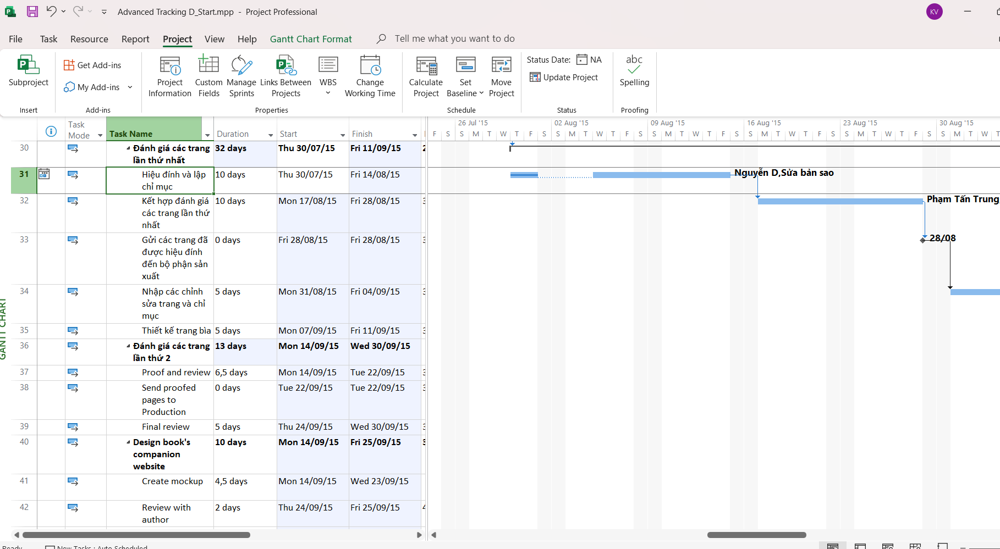 Advanced Tracking D_Start.mpp - Project Professional
KV
File Task Resource Report Project View Help Gantt Chart Format Tell me what you want to do
Subproject
Get Add-ins
My Add-ins
Project Information
Custom Fields
Manage Sprints
Links Between Projects
WBS
Change Working Time
Calculate Project
Set Baseline
Move Project
Status Date: NA
Update Project
abc
Spelling
Insert Add-ins Properties Schedule Status Proofing
Task Mode Task Name Duration Start Finish
26 Jul '15 02 Aug '15 09 Aug '15 16 Aug '15 23 Aug '15 30 Aug '15
F S S M T W T F S S M T W T F S S M T W T F S S M T W T F S S M T W T F S S M T W T
30 Đánh giá các trang lần thứ nhất 32 days Thu 30/07/15 Fri 11/09/15
31 Hiệu đính và lập chỉ mục 10 days Thu 30/07/15 Fri 14/08/15
Nguyễn D,Sửa bản sao
32 Kết hợp đánh giá các trang lần thứ nhất 10 days Mon 17/08/15 Fri 28/08/15
Phạm Tấn Trung
33 Gửi các trang đã được hiệu đính đến bộ phận sản xuất 0 days Fri 28/08/15 Fri 28/08/15
28/08
34 Nhập các chỉnh sửa trang và chỉ mục 5 days Mon 31/08/15 Fri 04/09/15
35 Thiết kế trang bìa 5 days Mon 07/09/15 Fri 11/09/15
36 Đánh giá các trang lần thứ 2 13 days Mon 14/09/15 Wed 30/09/15
37 Proof and review 6,5 days Mon 14/09/15 Tue 22/09/15
38 Send proofed pages to Production 0 days Tue 22/09/15 Tue 22/09/15
39 Final review 5 days Thu 24/09/15 Wed 30/09/15
40 Design book's companion website 10 days Mon 14/09/15 Fri 25/09/15
41 Create mockup 4,5 days Mon 14/09/15 Wed 23/09/15
42 Review with author 2 days Thu 24/09/15 Fri 25/09/15
GANTT CHART
Ready New Tasks : Auto Scheduled